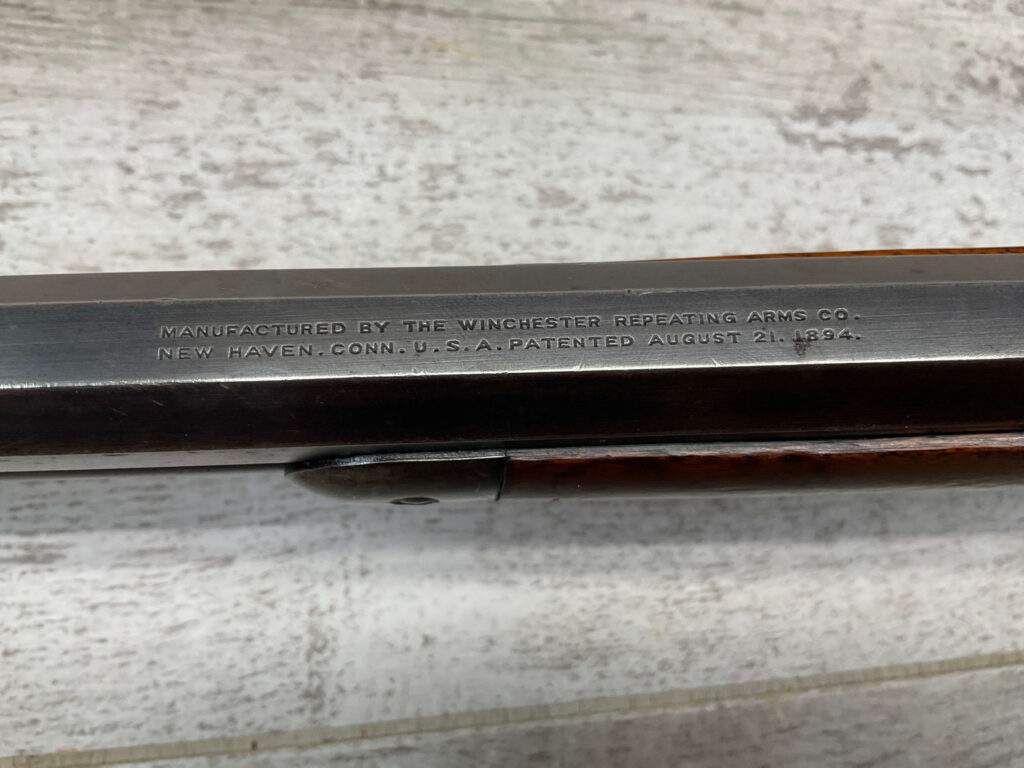 MANUFACTURED BY THE WINCHESTER REPEATING ARMS CO.
NEW HAVEN. CONN. U.S.A. PATENTED AUGUST 21. 1894.